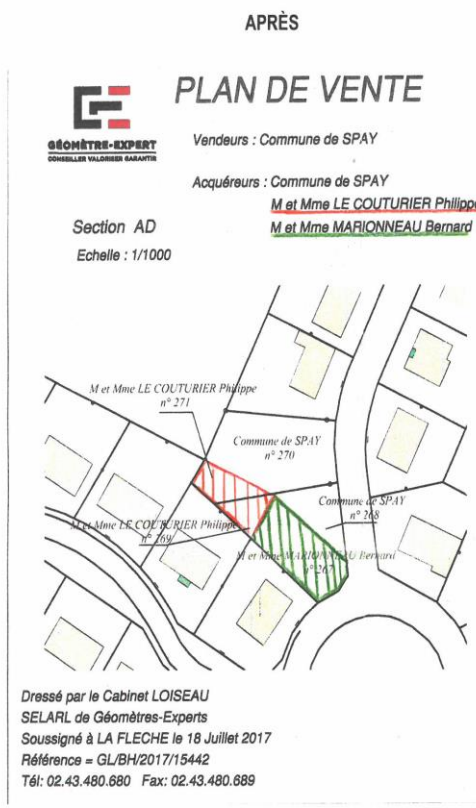 APRÈS
PLAN DE VENTE
GÉOMÈTRE-EXPERT
CONSEILLER VALORISER GARANTIR
Vendeurs : Commune de SPAY
Acquéreurs : Commune de SPAY
M et Mme LE COUTURIER Philippe
M et Mme MARIONNEAU Bernard
Section AD
Echelle : 1/1000
M et Mme LE COUTURIER Philippe
n° 271
Commune de SPAY
n° 270
Commune de SPAY
n° 268
M et Mme LE COUTURIER Philippe
n° 269
M et Mme MARIONNEAU Bernard
n° 267
Dressé par le Cabinet LOISEAU
SELARL de Géomètres-Experts
Soussigné à LA FLECHE le 18 Juillet 2017
Référence = GL/BH/2017/15442
Tél: 02.43.480.680 Fax: 02.43.480.689